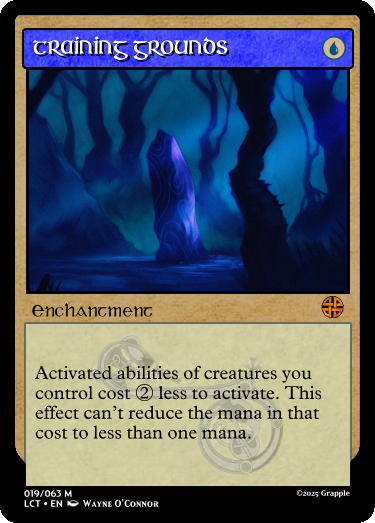 Training Grounds
Enchantment
Activated abilities of creatures you
control cost 2 less to activate. This
effect can't reduce the mana in that
cost to less than one mana.
019/063 M
LCT • EN Wayne O'Connor
©2025 Grapple